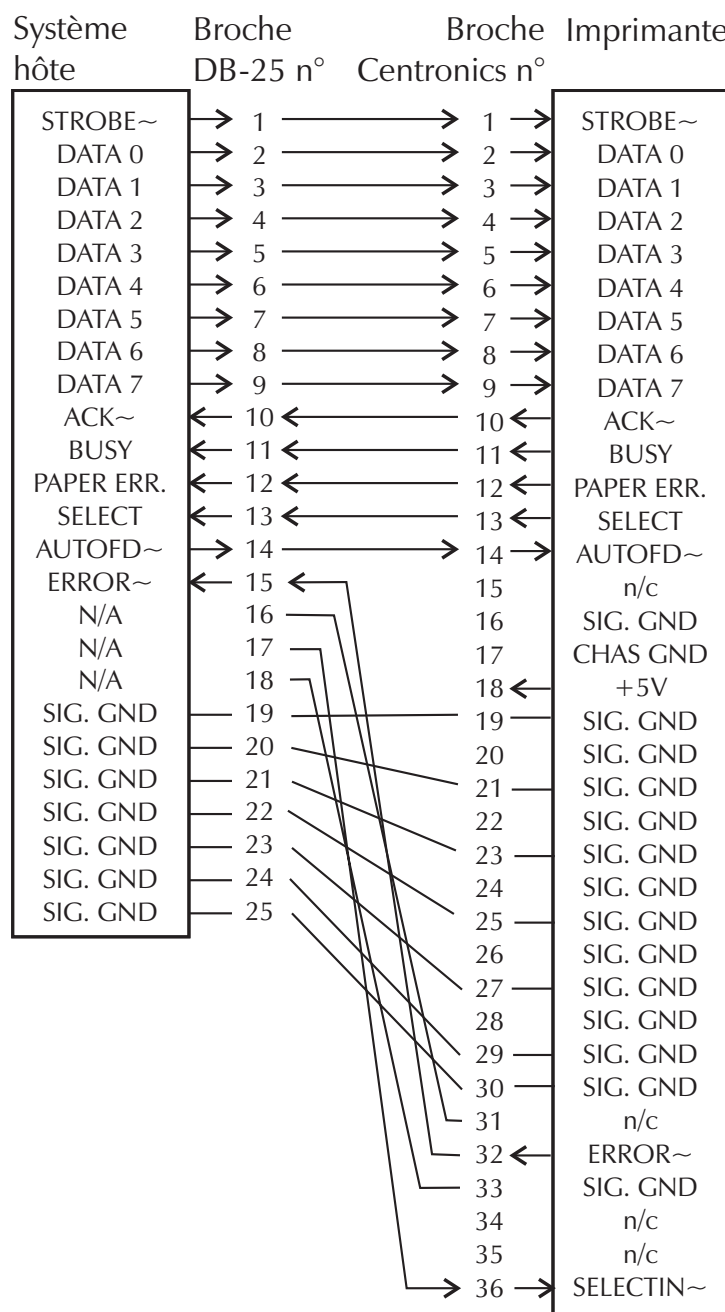 Système hôte Broche DB-25 n° Broche Centronics n° Imprimante
STROBE~ 1 1 STROBE~
DATA 0 2 2 DATA 0
DATA 1 3 3 DATA 1
DATA 2 4 4 DATA 2
DATA 3 5 5 DATA 3
DATA 4 6 6 DATA 4
DATA 5 7 7 DATA 5
DATA 6 8 8 DATA 6
DATA 7 9 9 DATA 7
ACK~ 10 10 ACK~
BUSY 11 11 BUSY
PAPER ERR. 12 12 PAPER ERR.
SELECT 13 13 SELECT
AUTOFD~ 14 14 AUTOFD~
ERROR~ 15 15 n/c
N/A 16 16 SIG. GND
N/A 17 17 CHAS GND
N/A 18 18 +5V
SIG. GND 19 19 SIG. GND
SIG. GND 20 20 SIG. GND
SIG. GND 21 21 SIG. GND
SIG. GND 22 22 SIG. GND
SIG. GND 23 23 SIG. GND
SIG. GND 24 24 SIG. GND
SIG. GND 25 25 SIG. GND
26 SIG. GND
27 SIG. GND
28 SIG. GND
29 SIG. GND
30 SIG. GND
31 n/c
32 ERROR~
33 SIG. GND
34 n/c
35 n/c
36 SELECTIN~